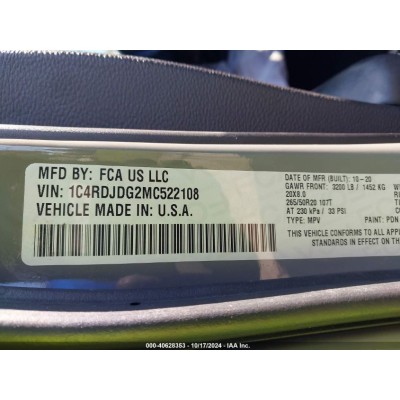 MFD BY: FCA US LLC
VIN: 1C4RDJDG2MC522108
VEHICLE MADE IN: U.S.A.
DATE OF MFR (BUILT): 10-20
GAWR FRONT: 3200 LB / 1452 KG
20X8.0
265/50R20 107T
AT 230 kPa / 33 PSI
TYPE: MPV PAINT: PDN
THIS VEHICLE CONFORMS TO ALL APP
STANDARDS IN EFFECT ON
000-40628353 - 10/17/2024 - IAA Inc.